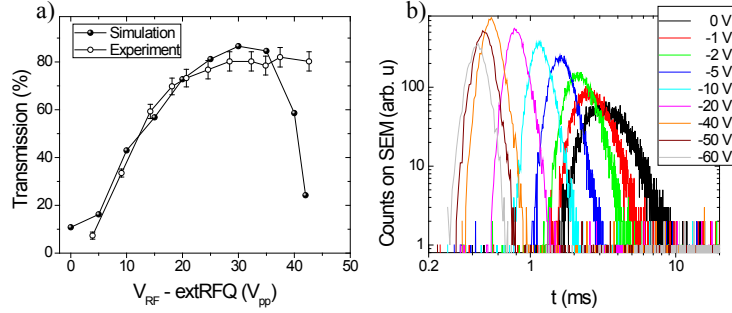 a)
Simulation
Experiment
Transmission (%)
80
60
40
20
0
0 10 20 30 40 50
V_RF - extRFQ (V_pp)
b)
0 V
-1 V
-2 V
-5 V
-10 V
-20 V
-40 V
-50 V
-60 V
Counts on SEM (arb. u)
100
10
1
0.2 1 10
t (ms)